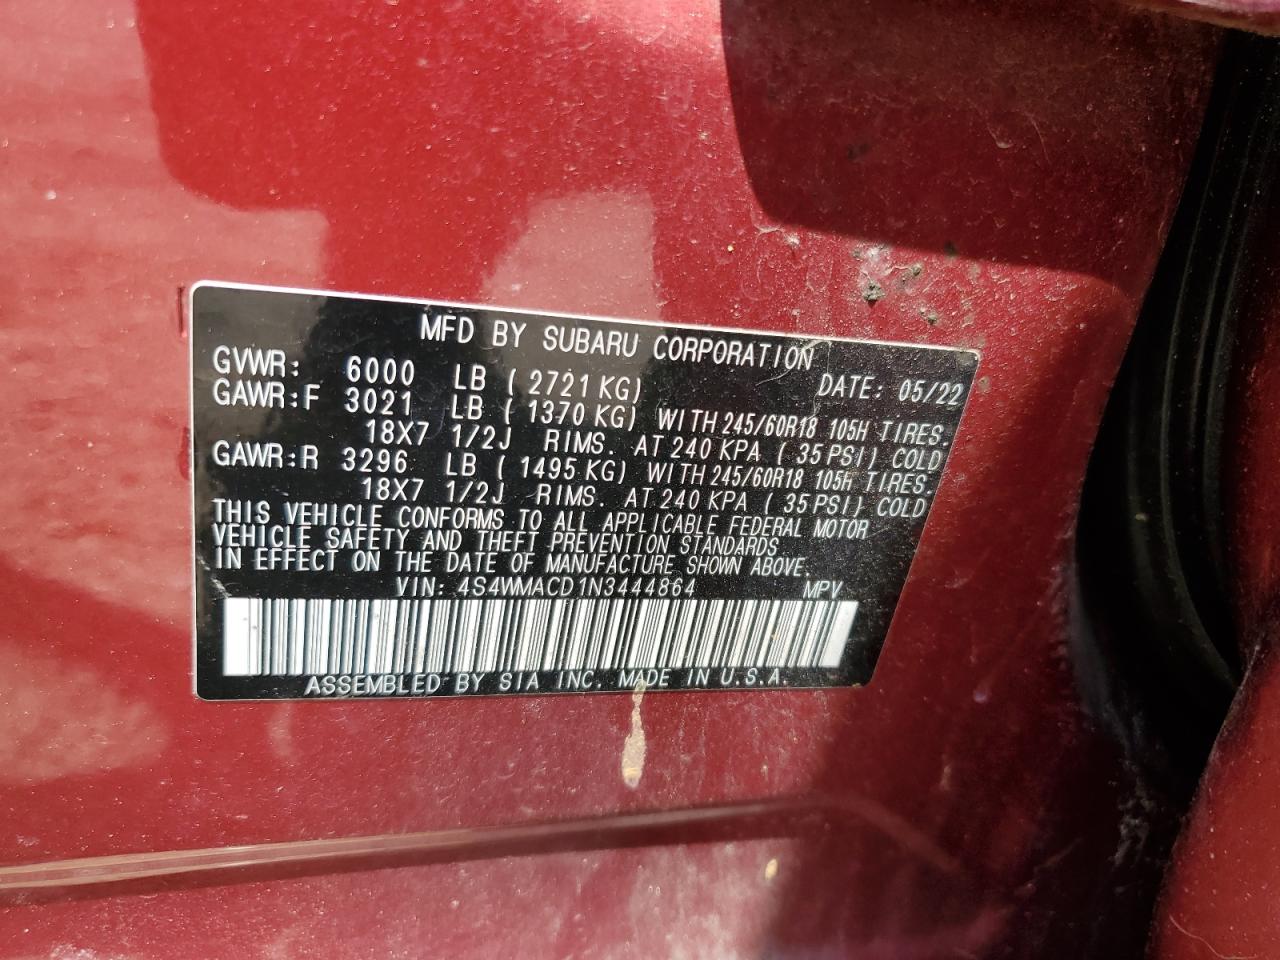 MFD BY SUBARU CORPORATION
GVWR: 6000 LB ( 2721 KG) DATE: 05/22
GAWR:F 3021 LB ( 1370 KG) WITH 245/60R18 105H TIRES.
18X7 1/2J RIMS. AT 240 KPA ( 35 PSI) COLD
GAWR:R 3296 LB ( 1495 KG) WITH 245/60R18 105H TIRES.
18X7 1/2J RIMS. AT 240 KPA ( 35 PSI) COLD
THIS VEHICLE CONFORMS TO ALL APPLICABLE FEDERAL MOTOR
VEHICLE SAFETY AND THEFT PREVENTION STANDARDS
IN EFFECT ON THE DATE OF MANUFACTURE SHOWN ABOVE.
VIN: 4S4WMACD1N3444864 MPV
ASSEMBLED BY SIA INC. MADE IN U.S.A.